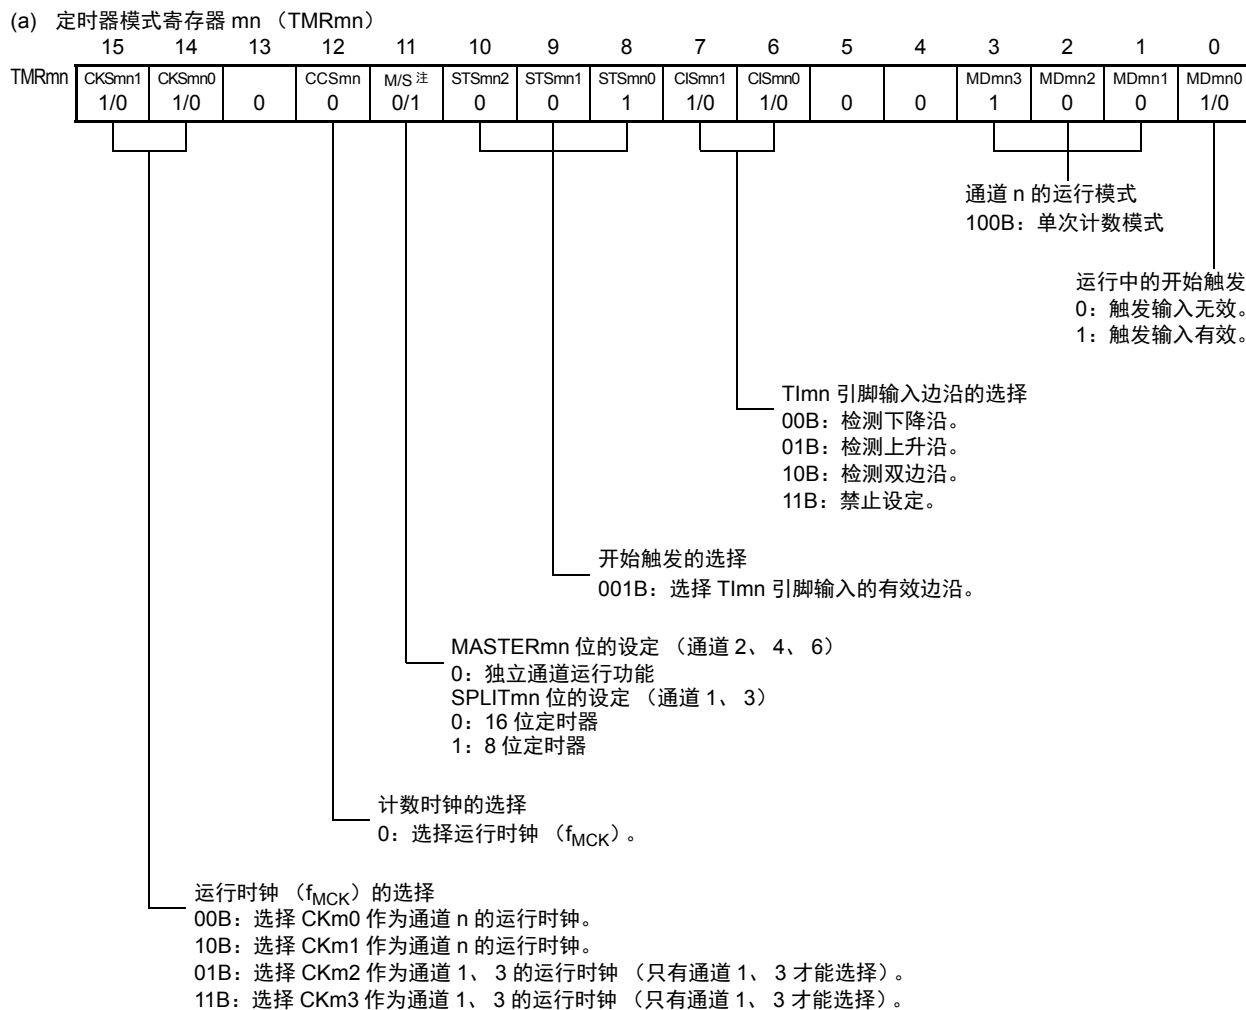 (a) 定时器模式寄存器 mn （TMRmn）
15 14 13 12 11 10 9 8 7 6 5 4 3 2 1 0
TMRmn CKSmn1 CKSmn0 CCSmn M/S 注 STSmn2 STSmn1 STSmn0 CISmn1 CISmn0 MDmn3 MDmn2 MDmn1 MDmn0
1/0 1/0 0 0 0/1 0 0 1 1/0 1/0 0 0 1 0 0 1/0
通道 n 的运行模式
100B：单次计数模式
运行中的开始触发
0：触发输入无效。
1：触发输入有效。
TImn 引脚输入边沿的选择
00B：检测下降沿。
01B：检测上升沿。
10B：检测双边沿。
11B：禁止设定。
开始触发的选择
001B：选择 TImn 引脚输入的有效边沿。
MASTERmn 位的设定 （通道 2、 4、 6）
0：独立通道运行功能
SPLITmn 位的设定 （通道 1、 3）
0：16 位定时器
1：8 位定时器
计数时钟的选择
0：选择运行时钟 （fMCK）。
运行时钟 （fMCK）的选择
00B：选择 CKm0 作为通道 n 的运行时钟。
10B：选择 CKm1 作为通道 n 的运行时钟。
01B：选择 CKm2 作为通道 1、 3 的运行时钟 （只有通道 1、 3 才能选择）。
11B：选择 CKm3 作为通道 1、 3 的运行时钟 （只有通道 1、 3 才能选择）。